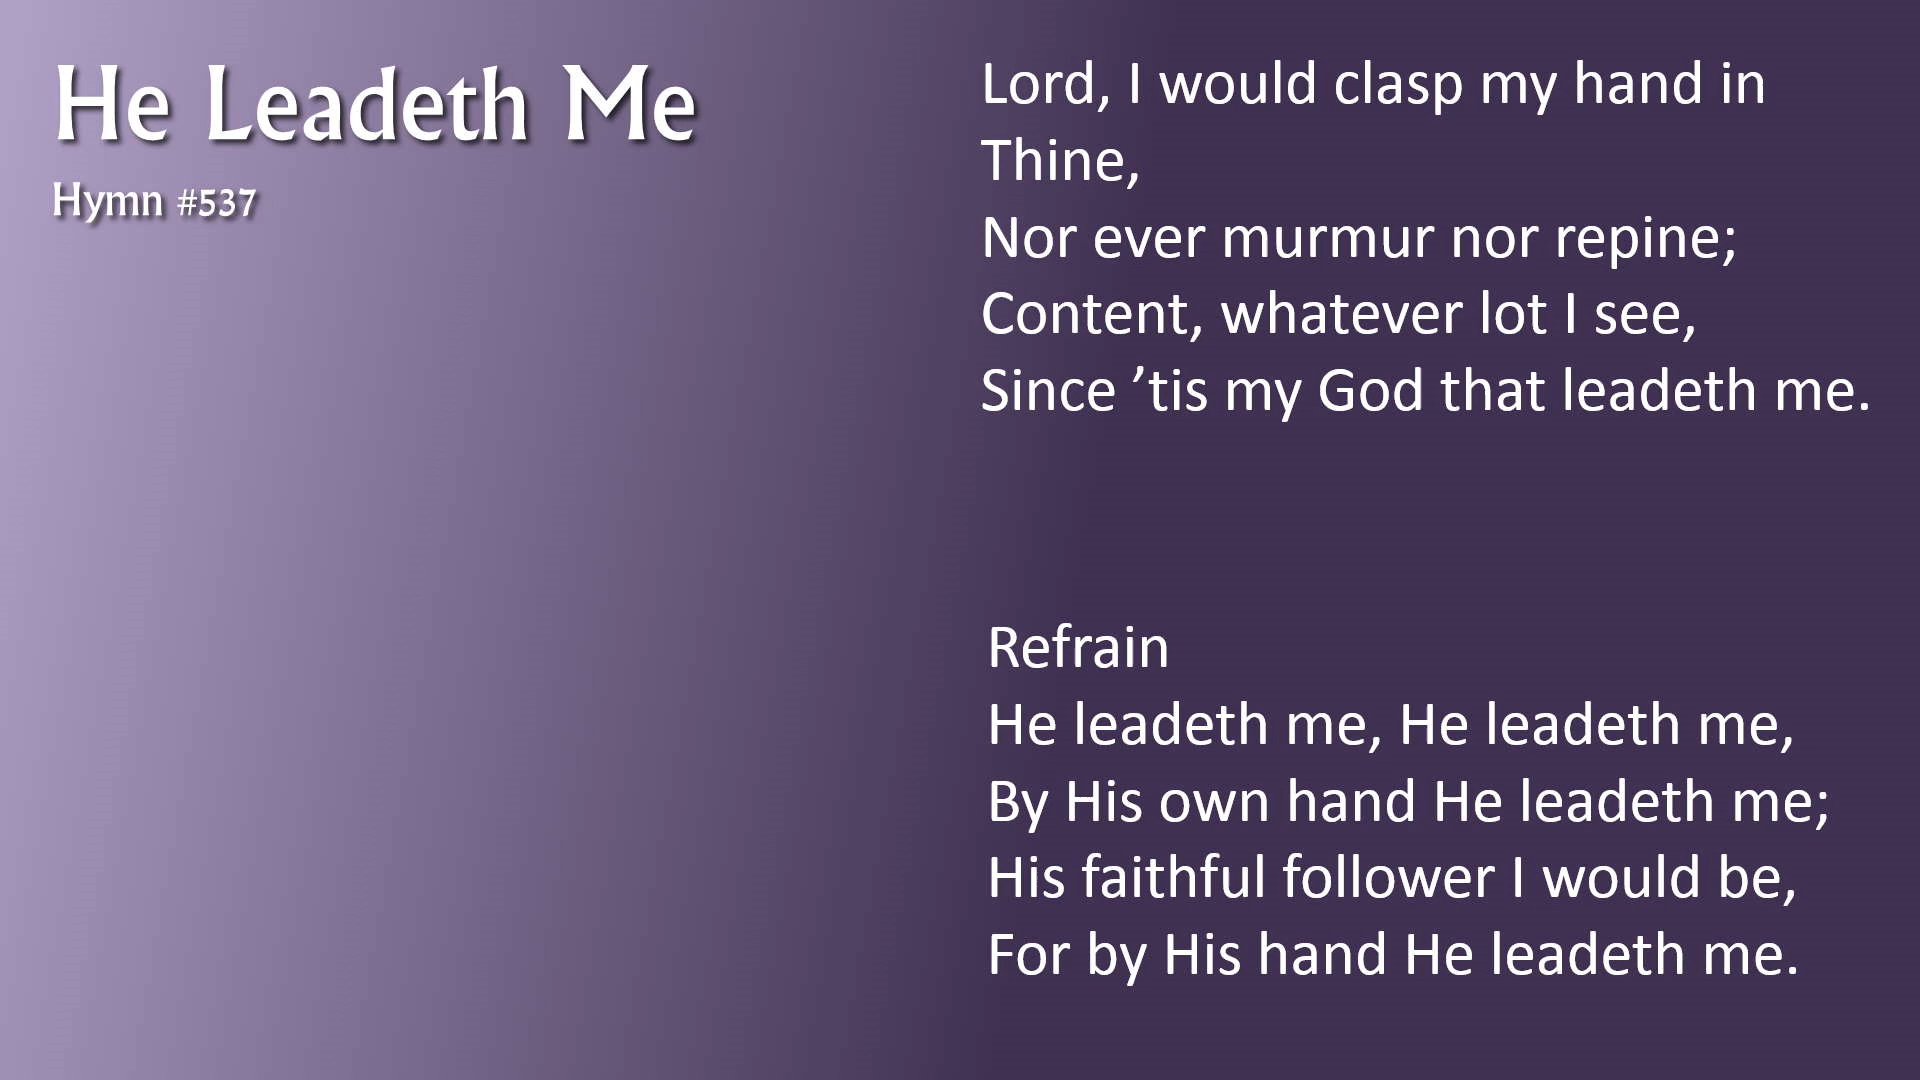 He Leadeth Me
Hymn #537
Lord, I would clasp my hand in
Thine,
Nor ever murmur nor repine;
Content, whatever lot I see,
Since ’tis my God that leadeth me.
Refrain
He leadeth me, He leadeth me,
By His own hand He leadeth me;
His faithful follower I would be,
For by His hand He leadeth me.